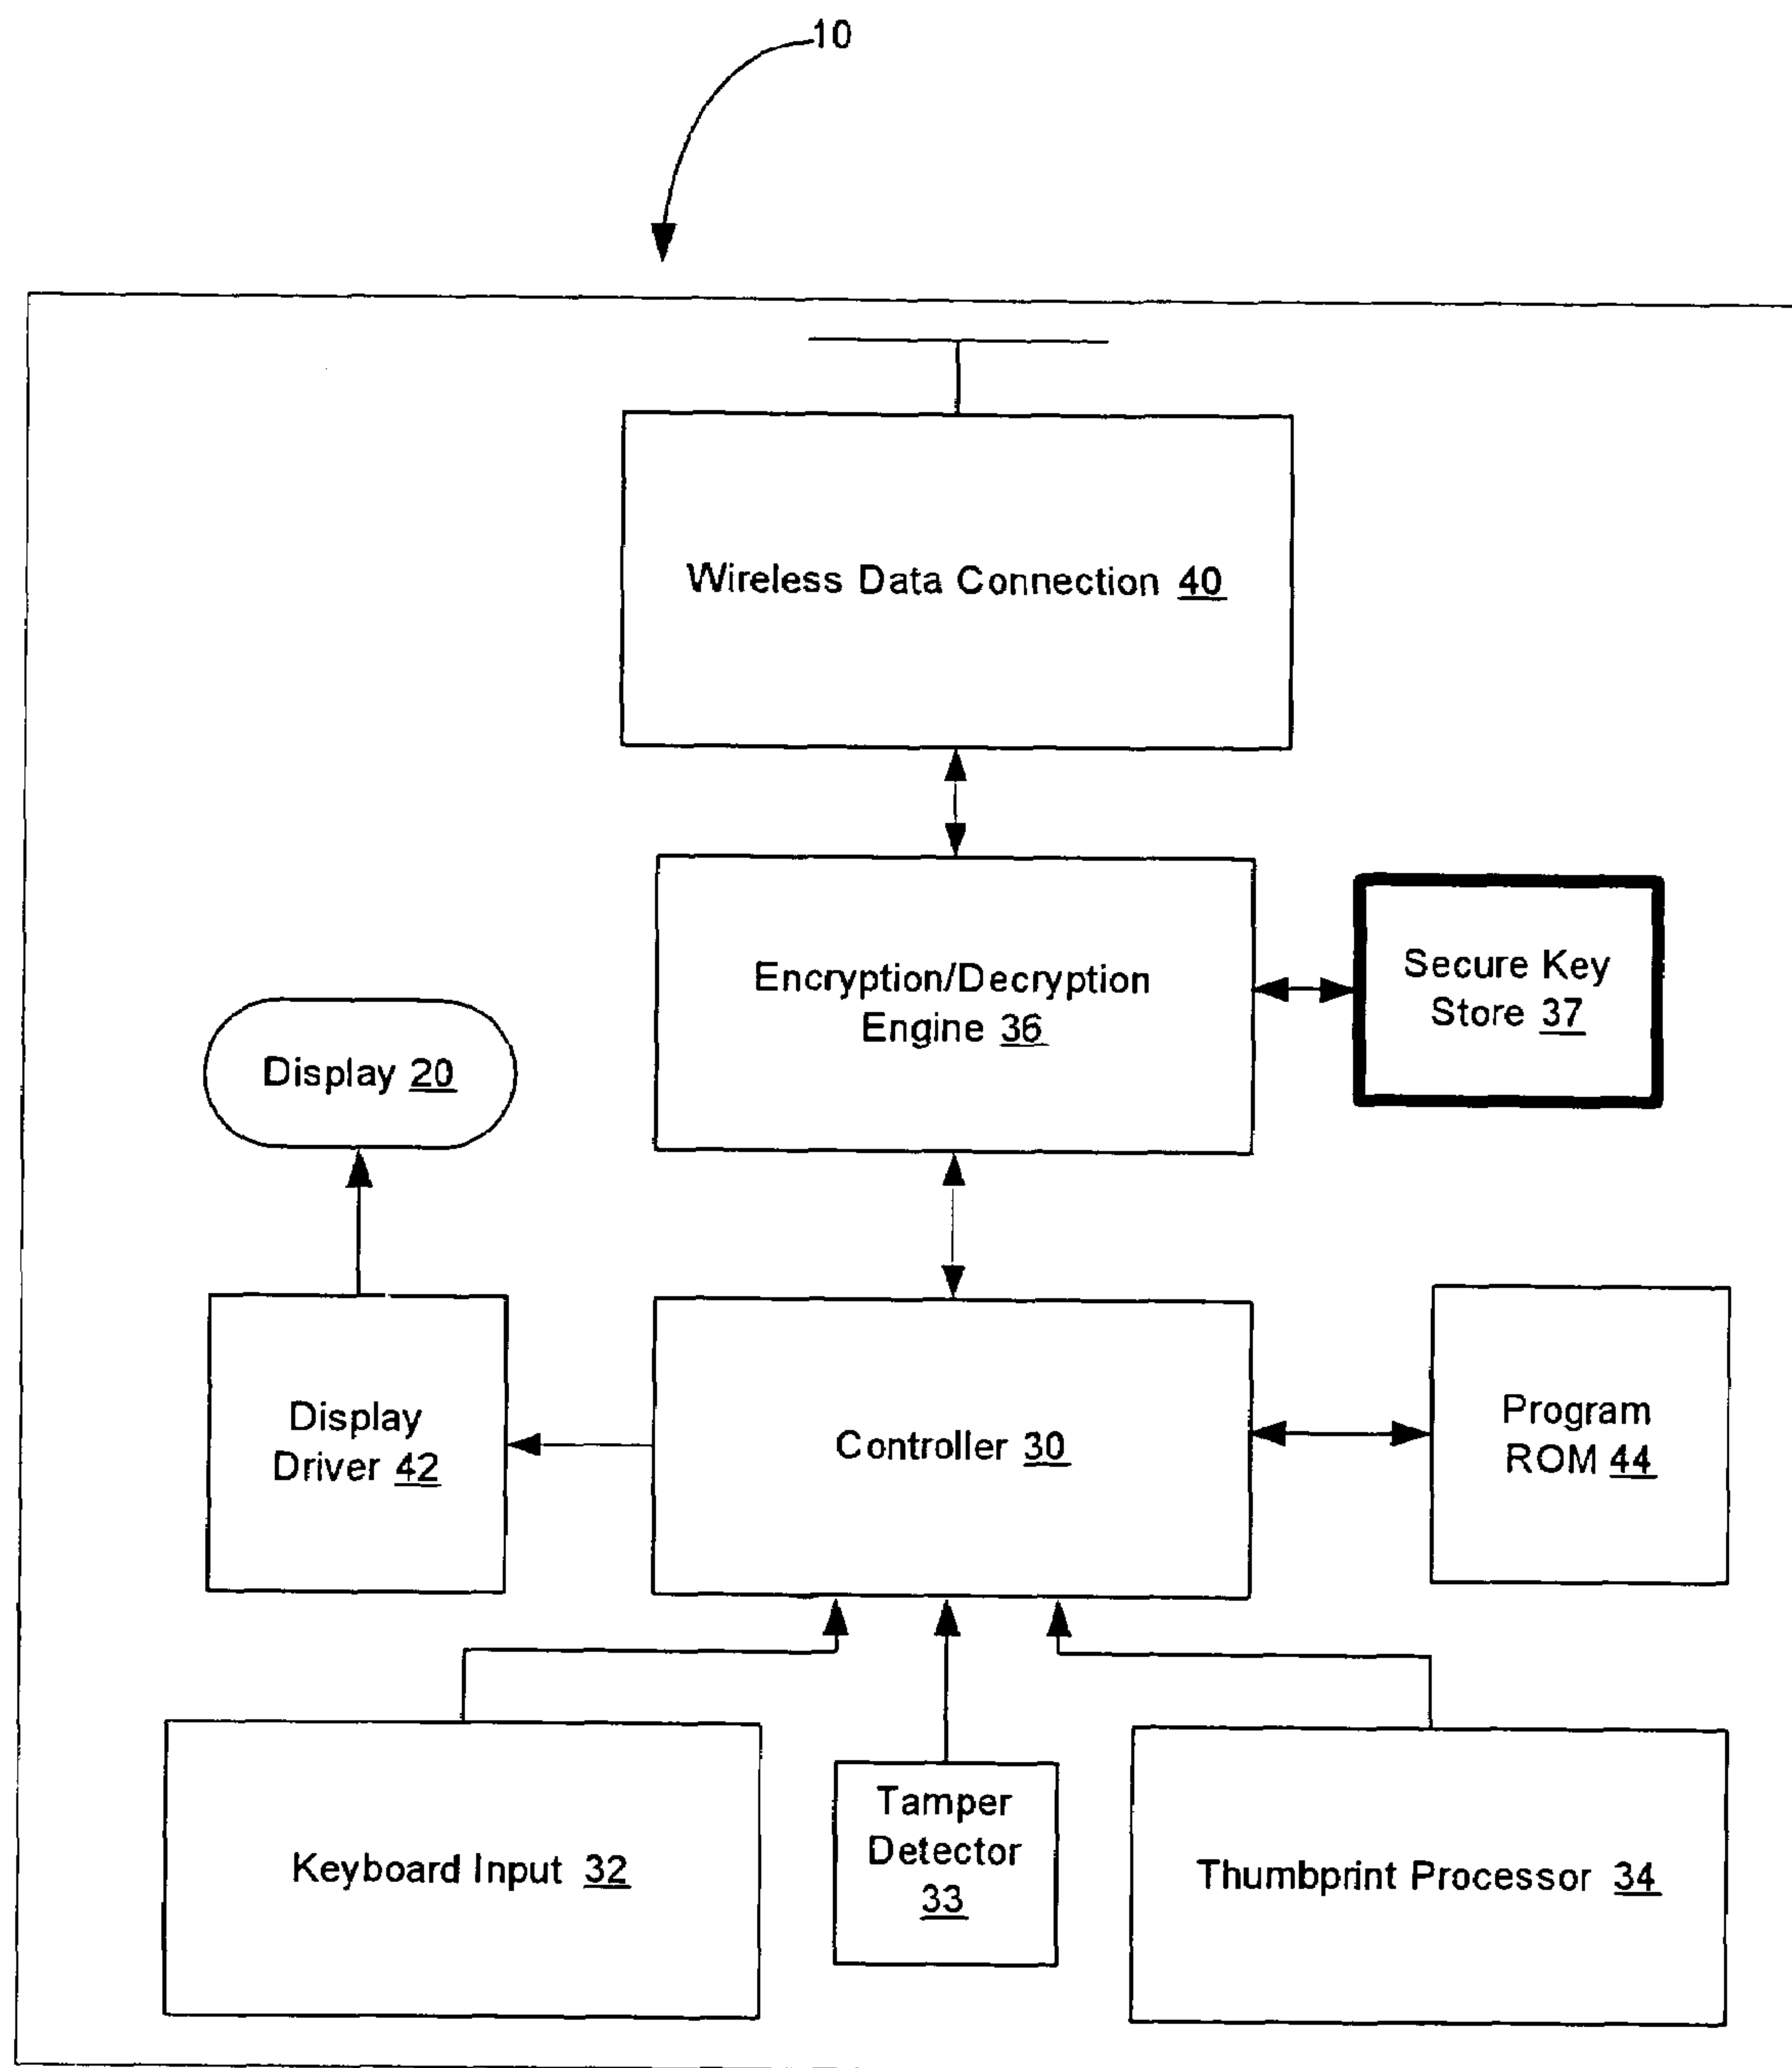 10
Wireless Data Connection 40
Encryption/Decryption
Engine 36
Secure Key
Store 37
Display 20
Display
Driver 42
Controller 30
Program
ROM 44
Keyboard Input 32
Tamper
Detector
33
Thumbprint Processor 34